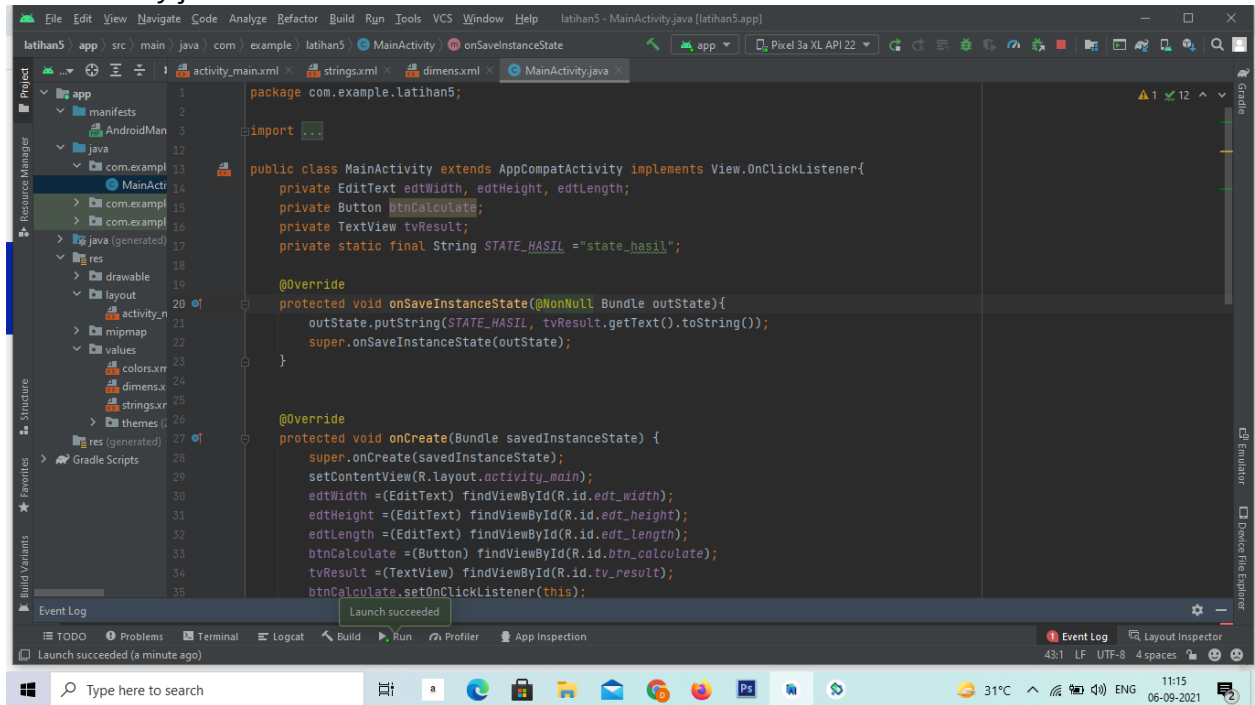 File Edit View Navigate Code Analyze Refactor Build Run Tools VCS Window Help latihan5 - MainActivity.java [latihan5.app]
latihan5 app src main java com example latihan5 MainActivity onSaveInstanceState app Pixel 3a XL API 22
activity_main.xml strings.xml dimens.xml MainActivity.java
Project
Resource Manager
Structure
Favorites
Build Variants
app
manifests
AndroidMan
java
com.exampl
MainActi
com.exampl
com.exampl
java (generated)
res
drawable
layout
activity_n
mipmap
values
colors.xm
dimens.x
strings.xr
themes (2
res (generated)
Gradle Scripts
1 package com.example.latihan5;
2
3 import ...
12
13 public class MainActivity extends AppCompatActivity implements View.OnClickListener{
14 private EditText edtWidth, edtHeight, edtLength;
15 private Button btnCalculate;
16 private TextView tvResult;
17 private static final String STATE_HASIL ="state_hasil";
18
19 @Override
20 protected void onSaveInstanceState(@NonNull Bundle outState){
21 outState.putString(STATE_HASIL, tvResult.getText().toString());
22 super.onSaveInstanceState(outState);
23 }
24
25
26 @Override
27 protected void onCreate(Bundle savedInstanceState) {
28 super.onCreate(savedInstanceState);
29 setContentView(R.layout.activity_main);
30 edtWidth =(EditText) findViewById(R.id.edt_width);
31 edtHeight =(EditText) findViewById(R.id.edt_height);
32 edtLength =(EditText) findViewById(R.id.edt_length);
33 btnCalculate =(Button) findViewById(R.id.btn_calculate);
34 tvResult =(TextView) findViewById(R.id.tv_result);
35 btnCalculate.setOnClickListener(this);
1 12
Gradle
Emulator
Device File Explorer
Event Log
Launch succeeded
TODO Problems Terminal Logcat Build Run Profiler App Inspection 1 Event Log Layout Inspector
Launch succeeded (a minute ago) 43:1 LF UTF-8 4 spaces
Type here to search a Ps 31°C ENG 11:15
06-09-2021 2